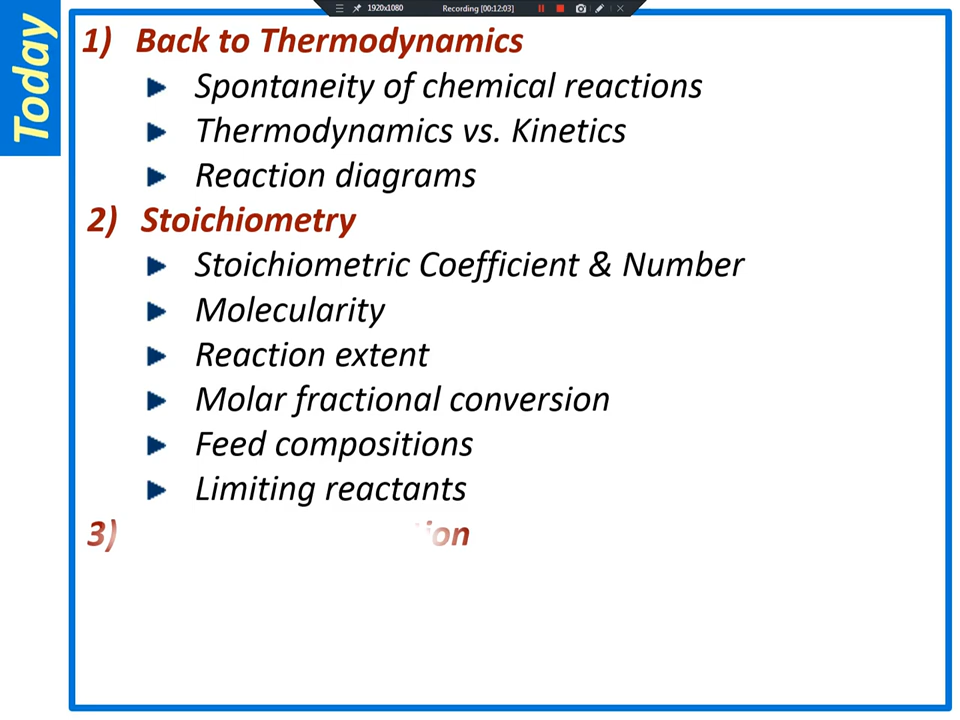 1920x1080
Recording [00:12:03]
Today
1) Back to Thermodynamics
Spontaneity of chemical reactions
Thermodynamics vs. Kinetics
Reaction diagrams
2) Stoichiometry
Stoichiometric Coefficient & Number
Molecularity
Reaction extent
Molar fractional conversion
Feed compositions
Limiting reactants
3)